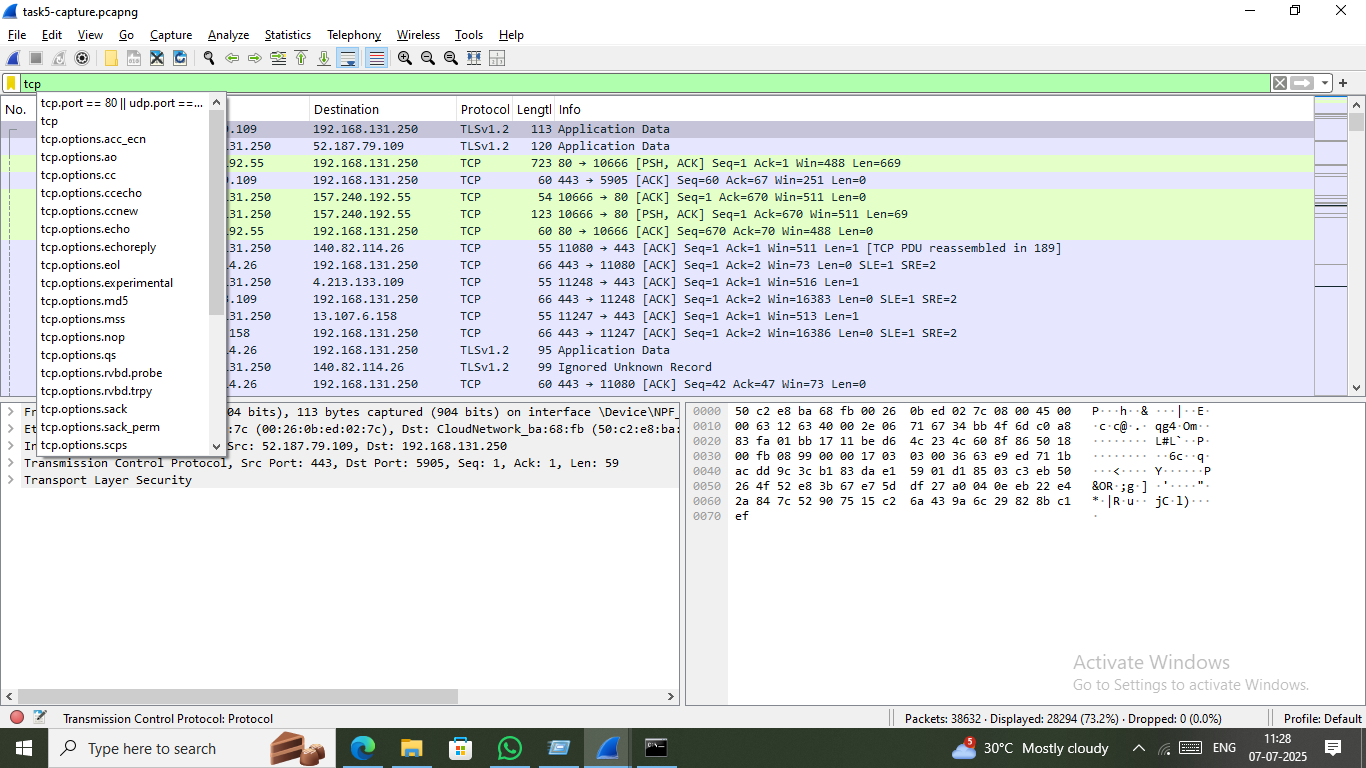 task5-capture.pcapng
File Edit View Go Capture Analyze Statistics Telephony Wireless Tools Help
tcp
No. Destination Protocol Lengtl Info
tcp.port == 80 || udp.port ==...
tcp
tcp.options.acc_ecn
tcp.options.ao
tcp.options.cc
tcp.options.ccecho
tcp.options.ccnew
tcp.options.echo
tcp.options.echoreply
tcp.options.eol
tcp.options.experimental
tcp.options.md5
tcp.options.mss
tcp.options.nop
tcp.options.qs
tcp.options.rvbd.probe
tcp.options.rvbd.trpy
tcp.options.sack
tcp.options.sack_perm
tcp.options.scps
.109 192.168.131.250 TLSv1.2 113 Application Data
31.250 52.187.79.109 TLSv1.2 120 Application Data
92.55 192.168.131.250 TCP 723 80 → 10666 [PSH, ACK] Seq=1 Ack=1 Win=488 Len=669
.109 192.168.131.250 TCP 60 443 → 5905 [ACK] Seq=60 Ack=67 Win=251 Len=0
31.250 157.240.192.55 TCP 54 10666 → 80 [ACK] Seq=1 Ack=670 Win=511 Len=0
31.250 157.240.192.55 TCP 123 10666 → 80 [PSH, ACK] Seq=1 Ack=670 Win=511 Len=69
92.55 192.168.131.250 TCP 60 80 → 10666 [ACK] Seq=670 Ack=70 Win=488 Len=0
31.250 140.82.114.26 TCP 55 11080 → 443 [ACK] Seq=1 Ack=1 Win=511 Len=1 [TCP PDU reassembled in 189]
4.26 192.168.131.250 TCP 66 443 → 11080 [ACK] Seq=1 Ack=2 Win=73 Len=0 SLE=1 SRE=2
31.250 4.213.133.109 TCP 55 11248 → 443 [ACK] Seq=1 Ack=1 Win=516 Len=1
.109 192.168.131.250 TCP 66 443 → 11248 [ACK] Seq=1 Ack=2 Win=16383 Len=0 SLE=1 SRE=2
31.250 13.107.6.158 TCP 55 11247 → 443 [ACK] Seq=1 Ack=1 Win=513 Len=1
158 192.168.131.250 TCP 66 443 → 11247 [ACK] Seq=1 Ack=2 Win=16386 Len=0 SLE=1 SRE=2
4.26 192.168.131.250 TLSv1.2 95 Application Data
31.250 140.82.114.26 TLSv1.2 99 Ignored Unknown Record
4.26 192.168.131.250 TCP 60 443 → 11080 [ACK] Seq=42 Ack=47 Win=73 Len=0
04 bits), 113 bytes captured (904 bits) on interface \Device\NPF_
:7c (00:26:0b:ed:02:7c), Dst: CloudNetwork_ba:68:fb (50:c2:e8:ba:
Src: 52.187.79.109, Dst: 192.168.131.250
Transmission Control Protocol, Src Port: 443, Dst Port: 5905, Seq: 1, Ack: 1, Len: 59
Transport Layer Security
0000 50 c2 e8 ba 68 fb 00 26 0b ed 02 7c 08 00 45 00 P···h··& ···|··E·
0010 00 63 12 63 40 00 2e 06 71 67 34 bb 4f 6d c0 a8 ·c·c@·.· qg4·Om··
0020 83 fa 01 bb 17 11 be d6 4c 23 4c 60 8f 86 50 18 ········ L#L`··P·
0030 00 fb 08 99 00 00 17 03 03 00 36 63 e9 ed 71 1b ········ ··6c··q·
0040 ac dd 9c 3c b1 83 da e1 59 01 d1 85 03 c3 eb 50 ···<···· Y······P
0050 26 4f 52 e8 3b 67 e7 5d df 27 a0 04 0e eb 22 e4 &OR·;g·] ·'····"·
0060 2a 84 7c 52 90 75 15 c2 6a 43 9a 6c 29 82 8b c1 *·|R·u·· jC·l)···
0070 ef ·
Activate Windows
Go to Settings to activate Windows.
Transmission Control Protocol: Protocol Packets: 38632 · Displayed: 28294 (73.2%) · Dropped: 0 (0.0%) Profile: Default
Type here to search 5 30°C Mostly cloudy ENG 11:28
07-07-2025